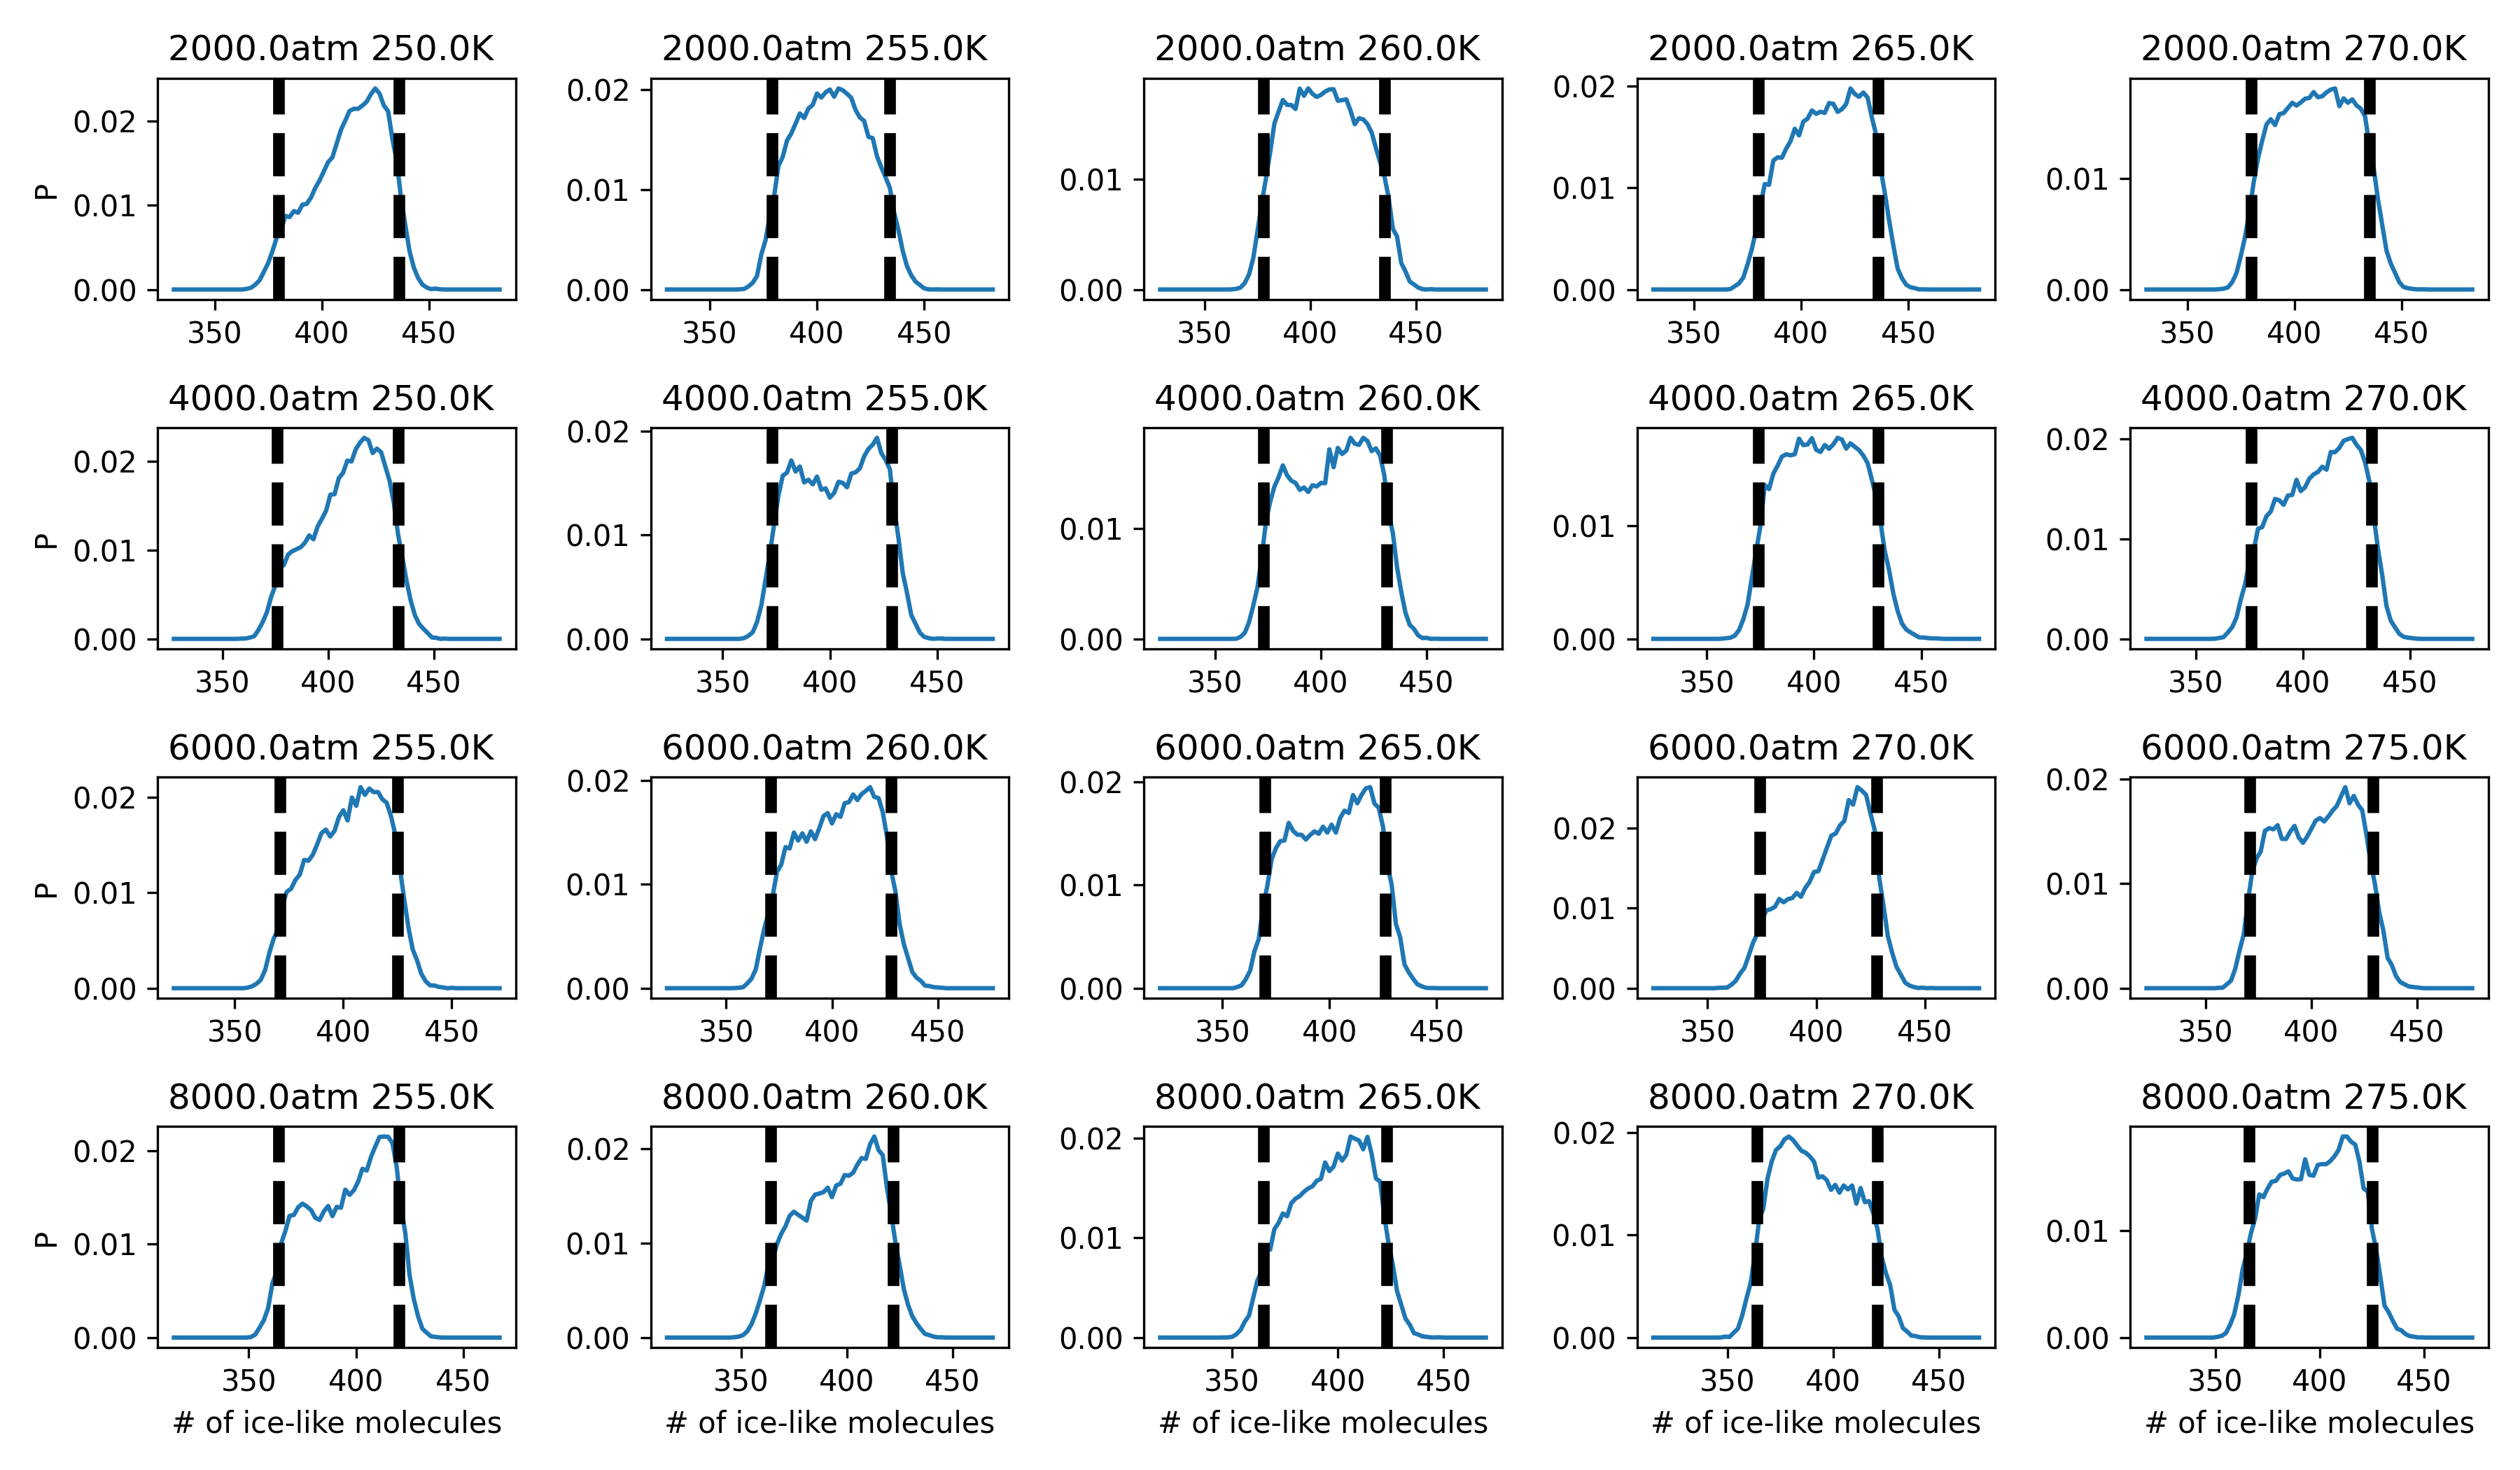 2000.0atm 250.0K 2000.0atm 255.0K 2000.0atm 260.0K 2000.0atm 265.0K 2000.0atm 270.0K
0.02 0.02 0.02
P 0.01 0.01 0.01 0.01 0.01
0.00 0.00 0.00 0.00 0.00
350 400 450 350 400 450 350 400 450 350 400 450 350 400 450
4000.0atm 250.0K 4000.0atm 255.0K 4000.0atm 260.0K 4000.0atm 265.0K 4000.0atm 270.0K
0.02 0.02 0.02
P 0.01 0.01 0.01 0.01 0.01
0.00 0.00 0.00 0.00 0.00
350 400 450 350 400 450 350 400 450 350 400 450 350 400 450
6000.0atm 255.0K 6000.0atm 260.0K 6000.0atm 265.0K 6000.0atm 270.0K 6000.0atm 275.0K
0.02 0.02 0.02 0.02 0.02
P 0.01 0.01 0.01 0.01 0.01
0.00 0.00 0.00 0.00 0.00
350 400 450 350 400 450 350 400 450 350 400 450 350 400 450
8000.0atm 255.0K 8000.0atm 260.0K 8000.0atm 265.0K 8000.0atm 270.0K 8000.0atm 275.0K
0.02 0.02 0.02 0.02
P 0.01 0.01 0.01 0.01 0.01
0.00 0.00 0.00 0.00 0.00
350 400 450 350 400 450 350 400 450 350 400 450 350 400 450
# of ice-like molecules # of ice-like molecules # of ice-like molecules # of ice-like molecules # of ice-like molecules